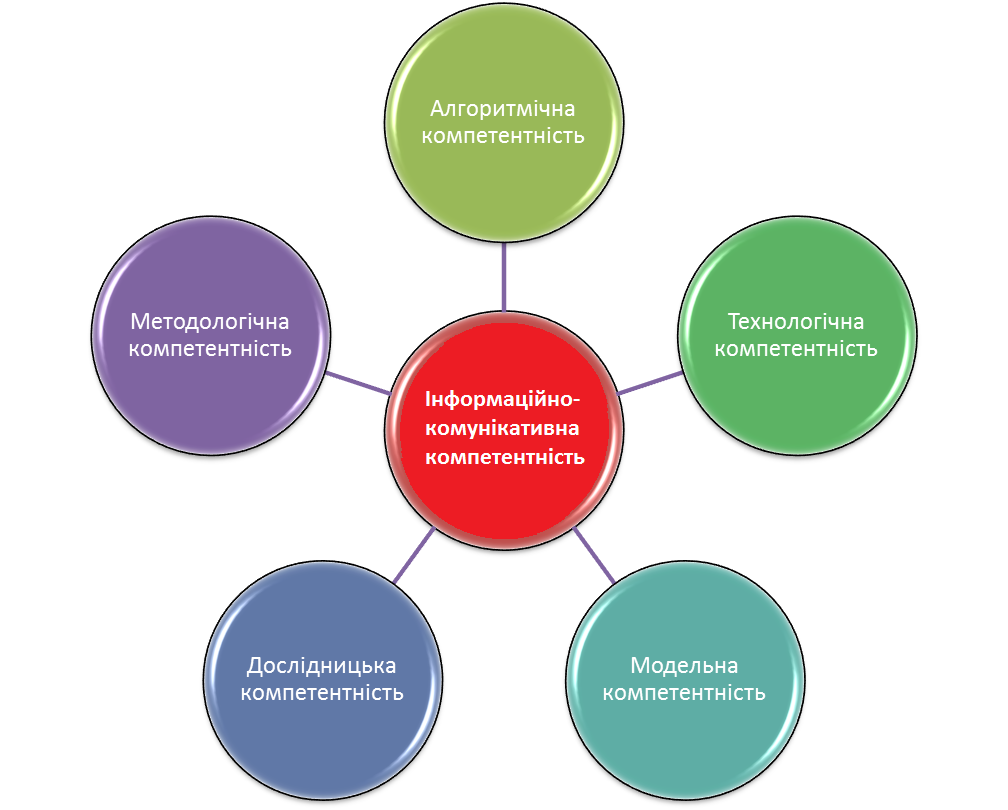 Алгоритмічна
компетентність
Методологічна
компетентність
Технологічна
компетентність
Інформаційно-
комунікативна
компетентність
Дослідницька
компетентність
Модельна
компетентність